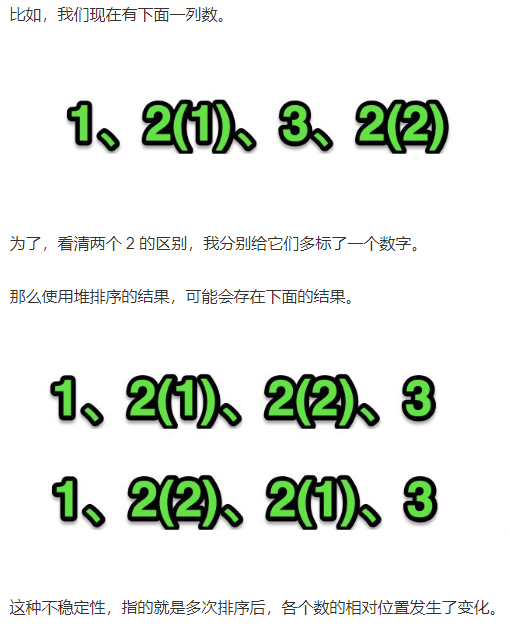 比如，我们现在有下面一列数。
1、2(1)、3、2(2)
为了，看清两个 2 的区别，我分别给它们多标了一个数字。
那么使用堆排序的结果，可能会存在下面的结果。
1、2(1)、2(2)、3
1、2(2)、2(1)、3
这种不稳定性，指的就是多次排序后，各个数的相对位置发生了变化。